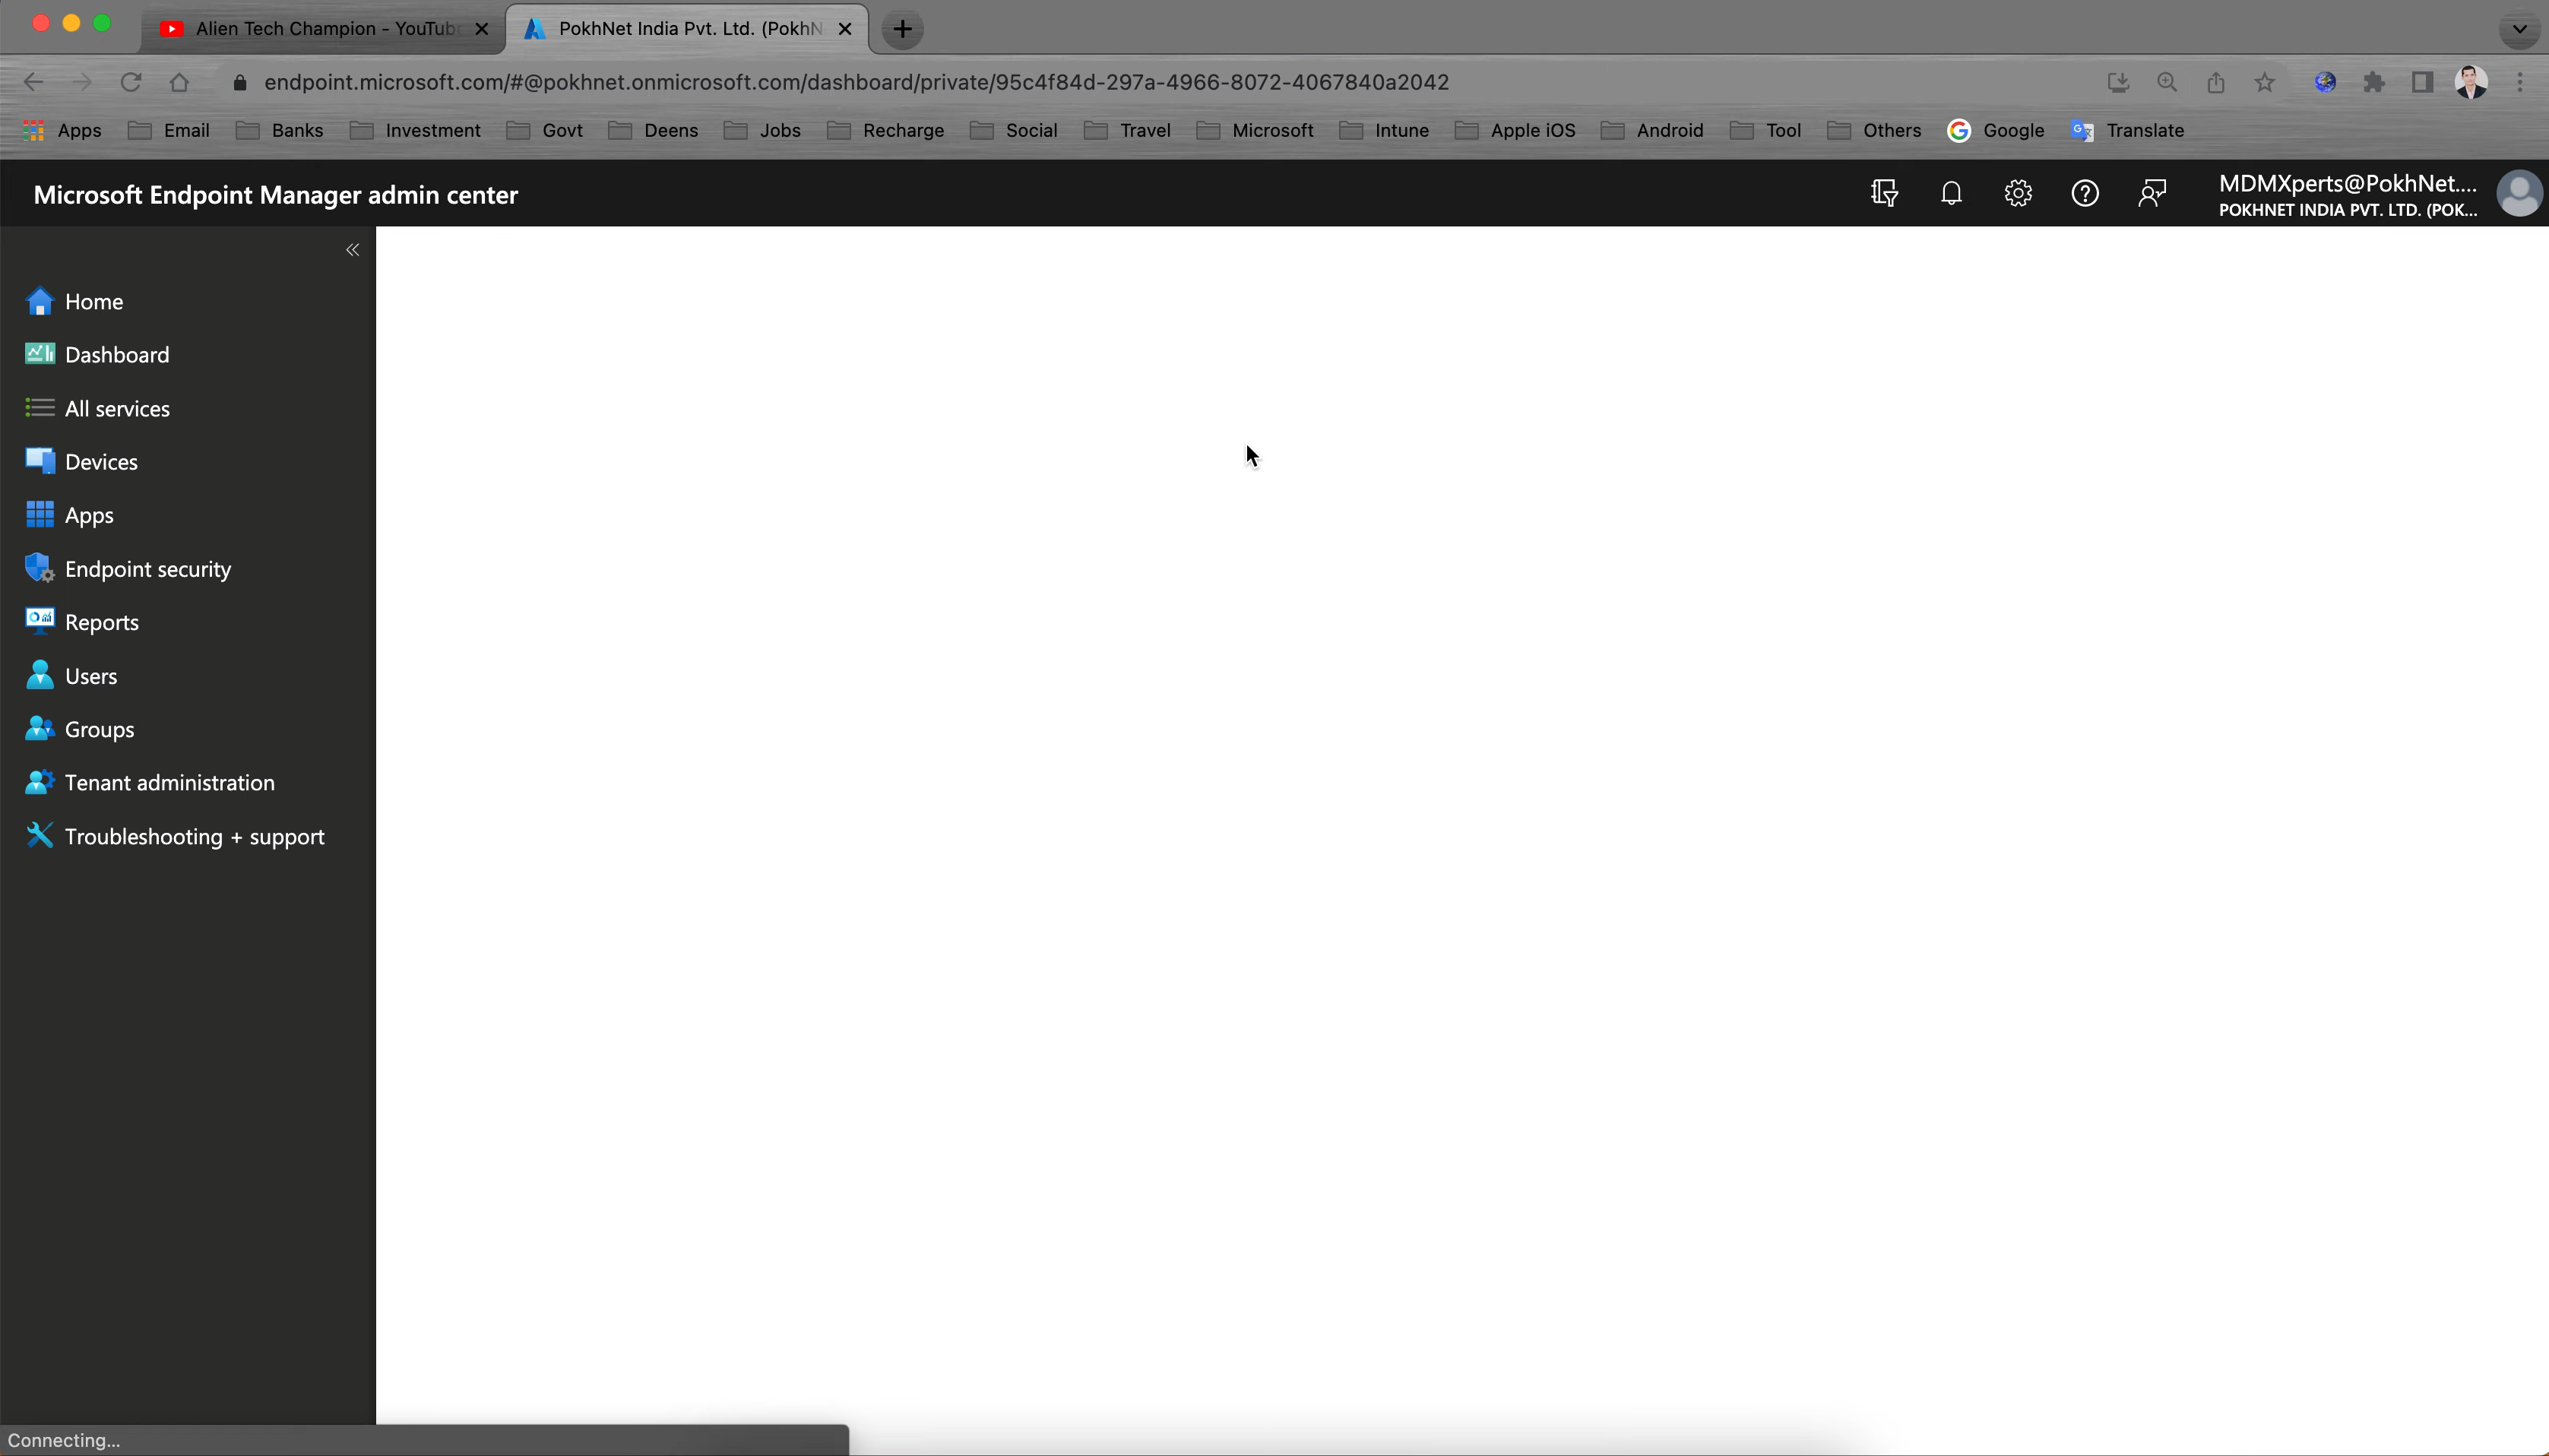 Alien Tech Champion - YouTub
PokhNet India Pvt. Ltd. (PokhN
endpoint.microsoft.com/#@pokhnet.onmicrosoft.com/dashboard/private/95c4f84d-297a-4966-8072-4067840a2042
Apps Email Banks Investment Govt Deens Jobs Recharge Social Travel Microsoft Intune Apple iOS Android Tool Others Google Translate
Microsoft Endpoint Manager admin center
MDMXperts@PokhNet....
POKHNET INDIA PVT. LTD. (POK...
Home
Dashboard
All services
Devices
Apps
Endpoint security
Reports
Users
Groups
Tenant administration
Troubleshooting + support
Connecting...